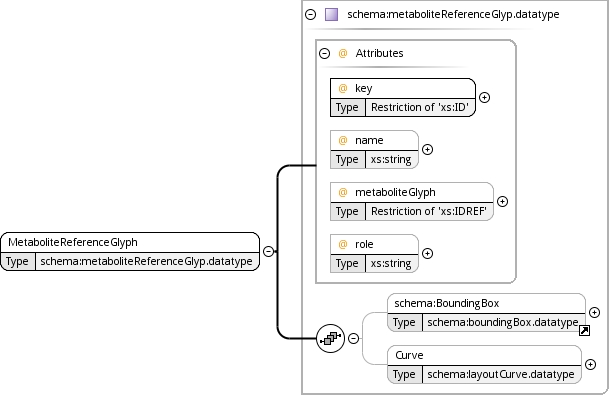 schema:metaboliteReferenceGlyp.datatype
@ Attributes
@ key
Type Restriction of 'xs:ID'
@ name
Type xs:string
@ metaboliteGlyph
Type Restriction of 'xs:IDREF'
@ role
Type xs:string
MetaboliteReferenceGlyph
Type schema:metaboliteReferenceGlyp.datatype
schema:BoundingBox
Type schema:boundingBox.datatype
Curve
Type schema:layoutCurve.datatype